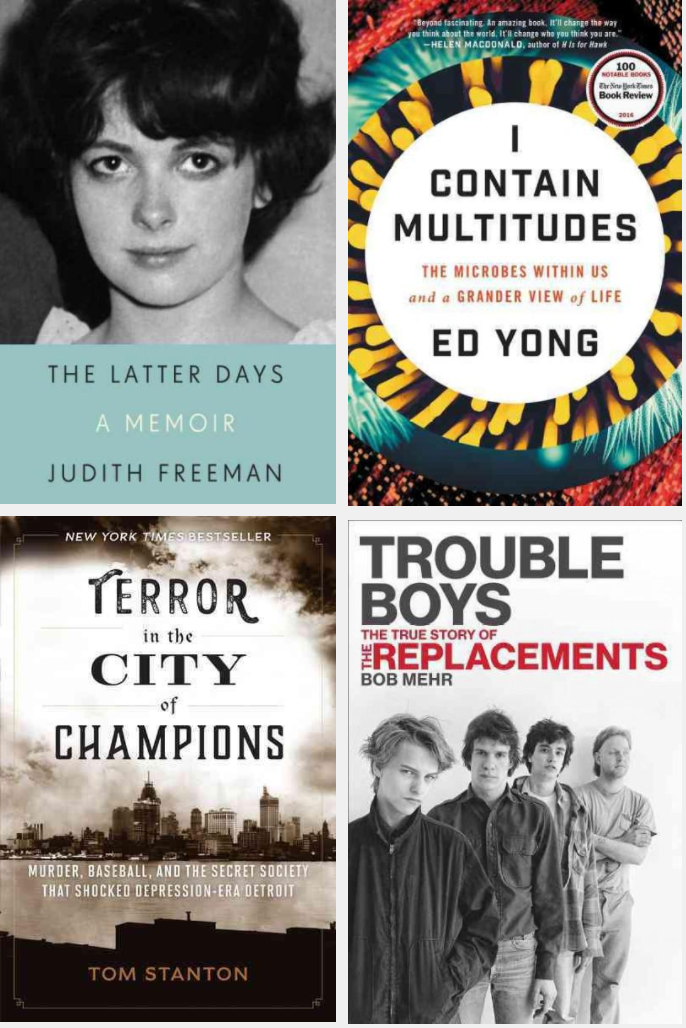 THE LATTER DAYS
A MEMOIR
JUDITH FREEMAN
"Beyond fascinating. An amazing book. It'll change the way
you think about the world. It'll change who you think you are."
—HELEN MACDONALD, author of H Is for Hawk
100
NOTABLE BOOKS
The New York Times
Book Review
2016
I
CONTAIN
MULTITUDES
THE MICROBES WITHIN US
and a GRANDER VIEW of LIFE
ED YONG
NEW YORK TIMES BESTSELLER
TERROR
in the
CITY
of
CHAMPIONS
MURDER, BASEBALL, AND THE SECRET SOCIETY
THAT SHOCKED DEPRESSION-ERA DETROIT
TOM STANTON
TROUBLE
BOYS
THE TRUE STORY OF
THE REPLACEMENTS
BOB MEHR